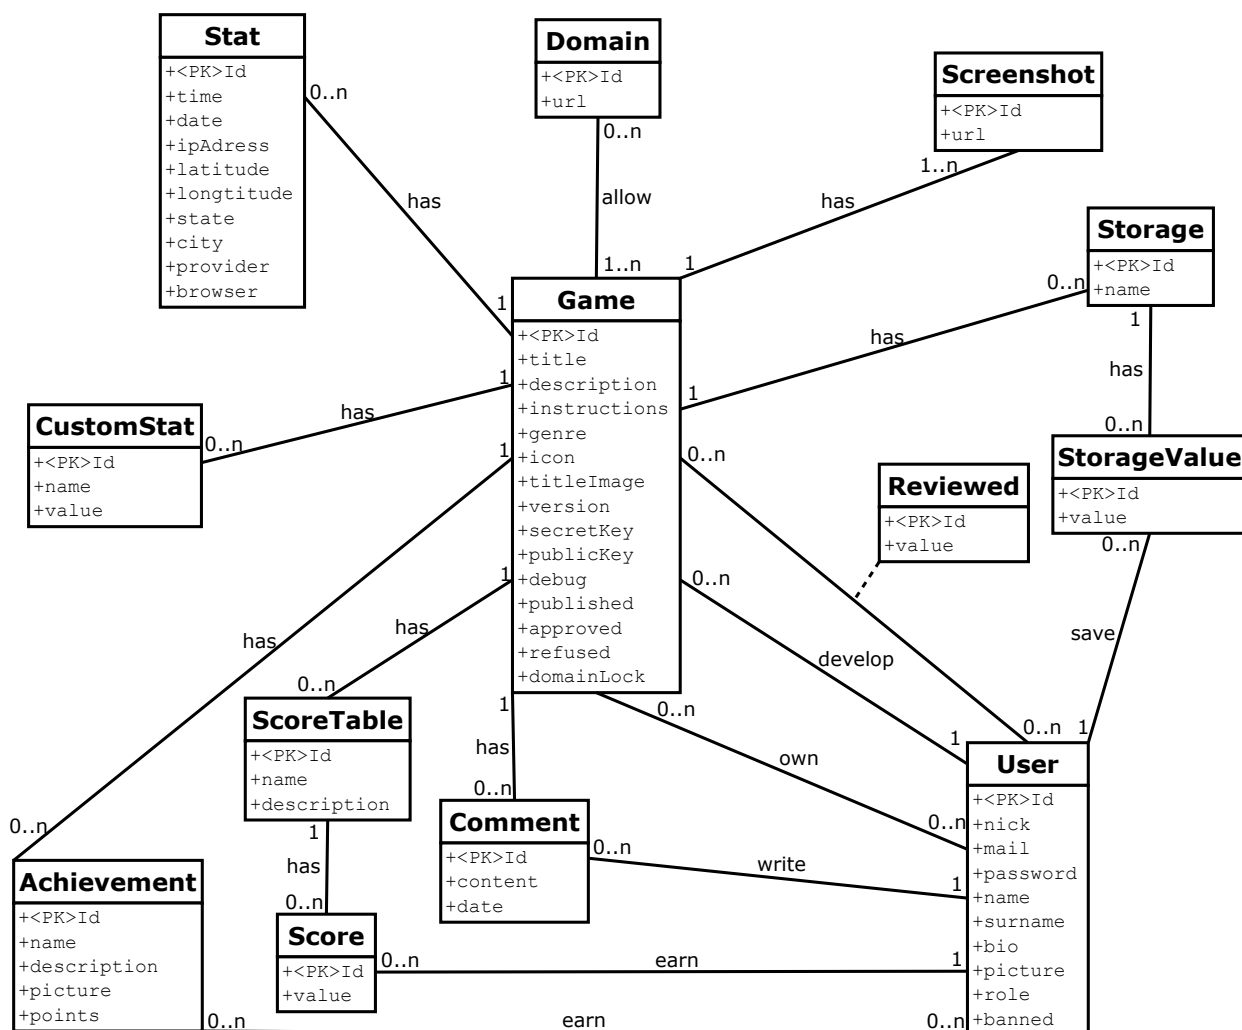 Stat
+<PK>Id
+time
+date
+ipAdress
+latitude
+longtitude
+state
+city
+provider
+browser
0..n
has
1
Domain
+<PK>Id
+url
0..n
allow
1..n
Screenshot
+<PK>Id
+url
1..n
has
1
Storage
+<PK>Id
+name
0..n
has
1
1
has
0..n
StorageValue
+<PK>Id
+value
0..n
save
1
Game
+<PK>Id
+title
+description
+instructions
+genre
+icon
+titleImage
+version
+secretKey
+publicKey
+debug
+published
+approved
+refused
+domainLock
CustomStat
+<PK>Id
+name
+value
0..n
has
1
Reviewed
+<PK>Id
+value
0..n
0..n
0..n
develop
1
0..n
own
0..n
1
has
0..n
1
has
0..n
ScoreTable
+<PK>Id
+name
+description
1
has
0..n
1
has
0..n
Comment
+<PK>Id
+content
+date
0..n
write
1
User
+<PK>Id
+nick
+mail
+password
+name
+surname
+bio
+picture
+role
+banned
Achievement
+<PK>Id
+name
+description
+picture
+points
Score
+<PK>Id
+value
0..n
earn
1
0..n
earn
0..n